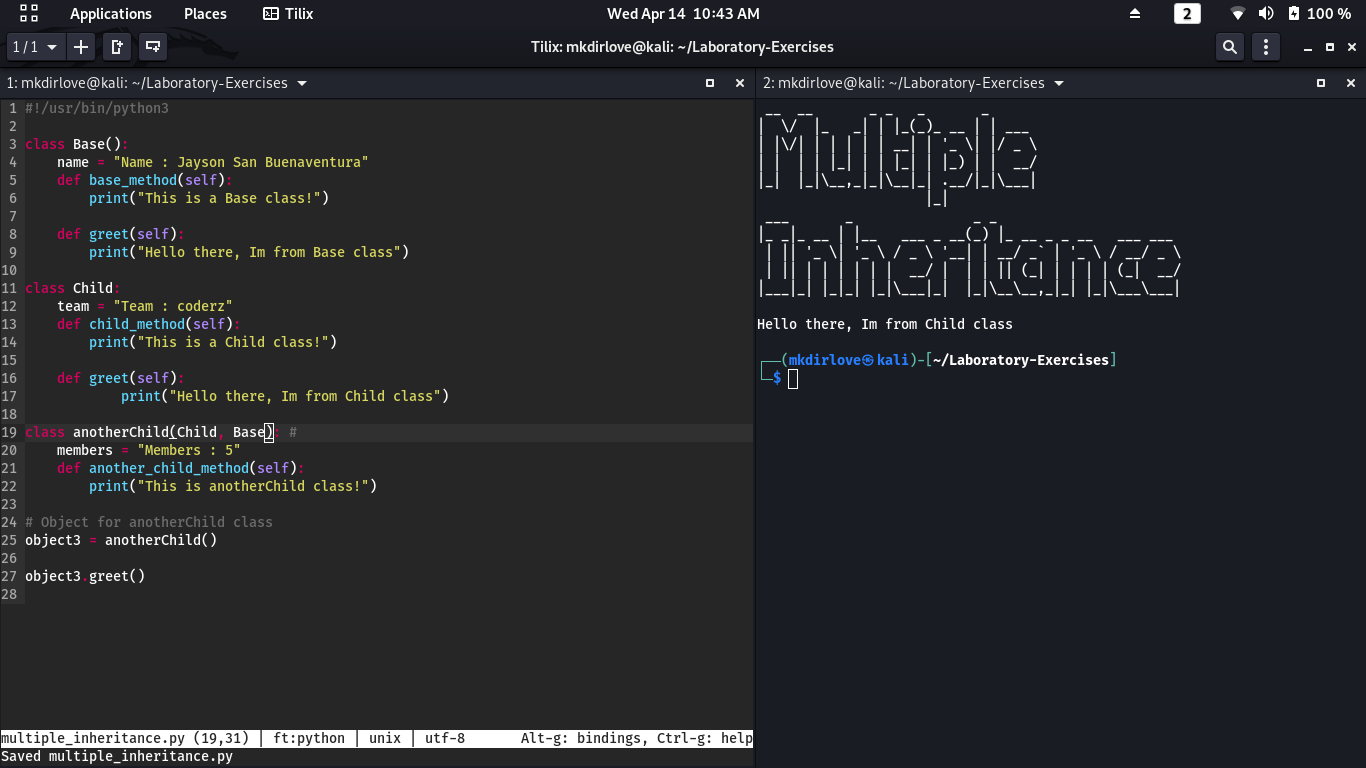 Applications Places Tilix Wed Apr 14 10:43 AM 2 100 %
1 / 1 Tilix: mkdirlove@kali: ~/Laboratory-Exercises
1: mkdirlove@kali: ~/Laboratory-Exercises
1 #!/usr/bin/python3
2
3 class Base():
4     name = "Name : Jayson San Buenaventura"
5     def base_method(self):
6         print("This is a Base class!")
7
8     def greet(self):
9         print("Hello there, Im from Base class")
10
11 class Child:
12     team = "Team : coderz"
13     def child_method(self):
14         print("This is a Child class!")
15
16     def greet(self):
17             print("Hello there, Im from Child class")
18
19 class anotherChild(Child, Base): #
20     members = "Members : 5"
21     def another_child_method(self):
22         print("This is anotherChild class!")
23
24 # Object for anotherChild class
25 object3 = anotherChild()
26
27 object3.greet()
28
multiple_inheritance.py (19,31) | ft:python | unix | utf-8 Alt-g: bindings, Ctrl-g: help
Saved multiple_inheritance.py
2: mkdirlove@kali: ~/Laboratory-Exercises
Multiple
Inheritance
Hello there, Im from Child class
┌──(mkdirlove㉿kali)-[~/Laboratory-Exercises]
└─$